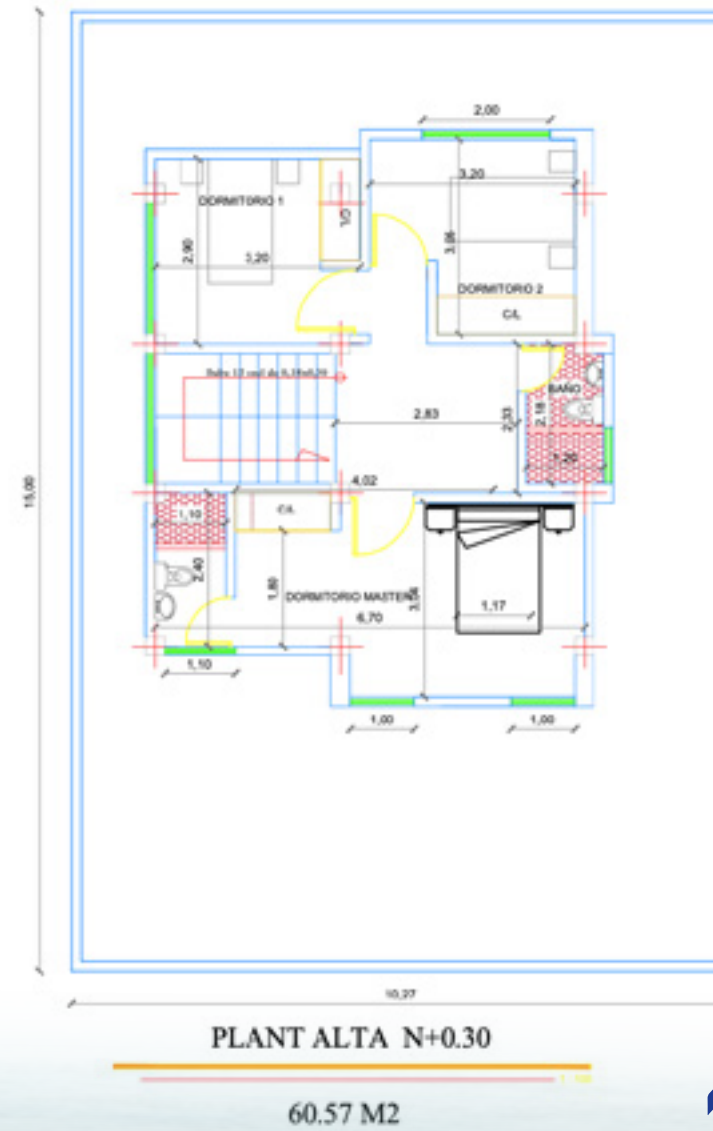 2,00
3,20
DORMITORIO 1
C/L
2,90
3,20
3,06
DORMITORIO 2
C/L
BAÑO
2,83
2,33
2,18
1,20
15,00
4,02
1,10
C/L
2,40
1,80
DORMITORIO MASTER
1,17
6,70
1,10
1,00
1,00
10,27
PLANT ALTA N+0.30
60.57 M2